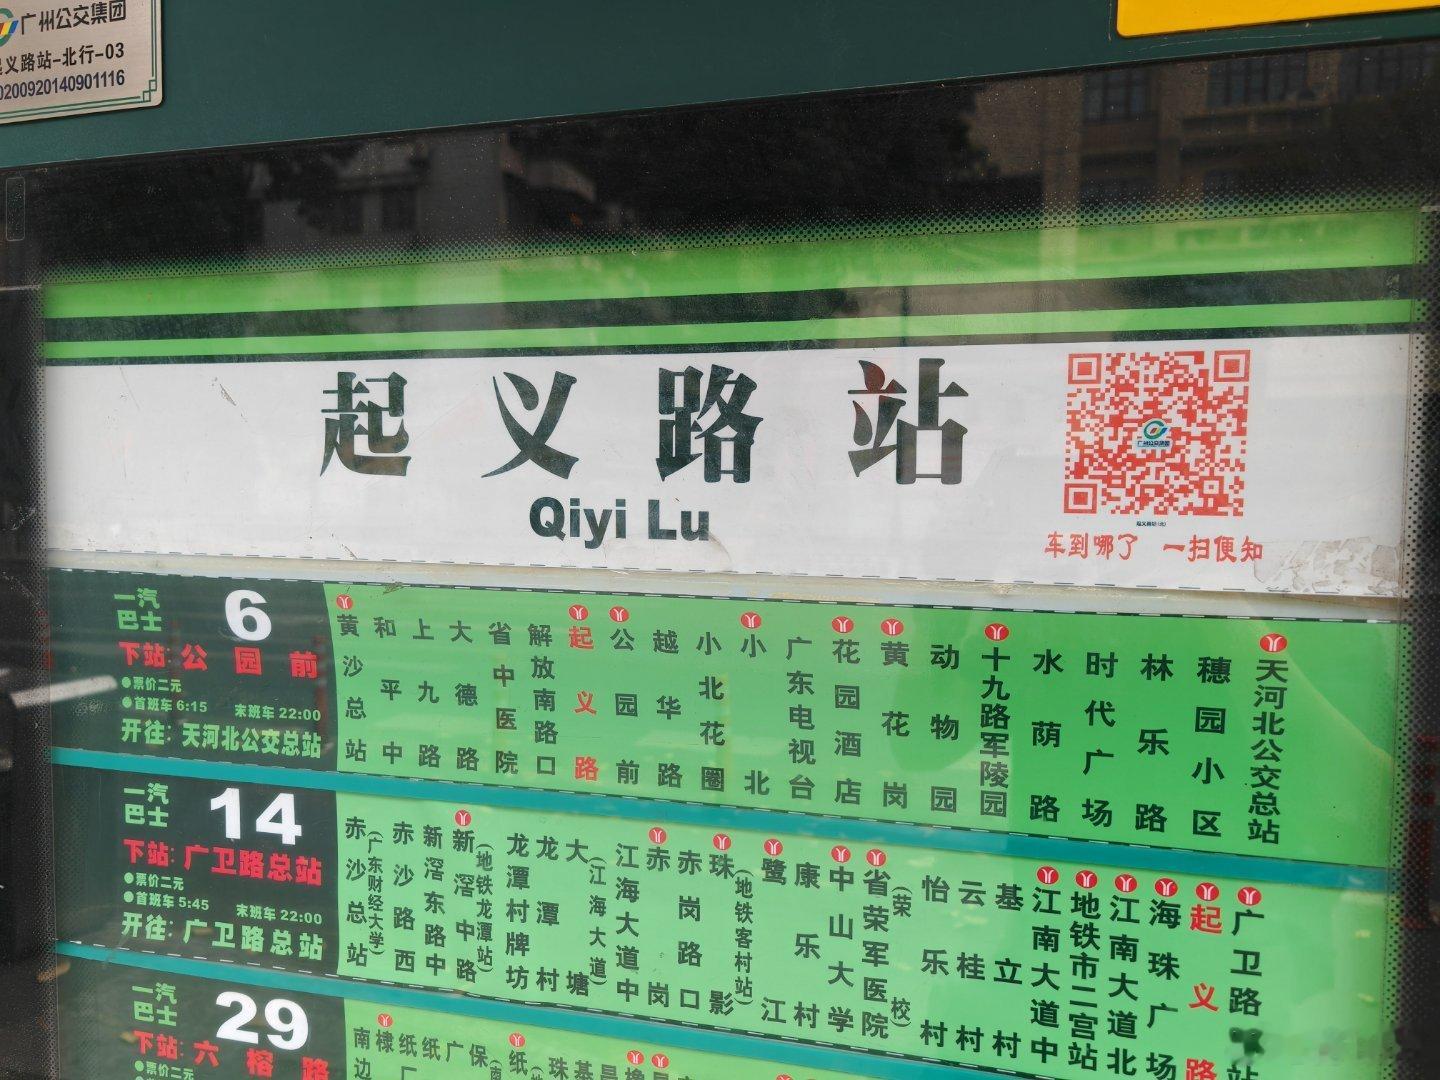 广州公交集团
起义路站-北行-03
0200920140901116
起义路站
Qiyi Lu
广州公交集团
车到哪了 一扫便知
一汽巴士
6
下站:公园前
●票价二元
●首班车 6:15 末班车 22:00
开往:天河北公交总站
黄沙总站
和平中
上九路
大德路
省中医院
解放南路口
起义路
公园前
越华路
小北花圈
小北
广东电视台
花园酒店
黄花岗
动物园
十九路军陵园
水荫路
时代广场
林乐路
穗园小区
天河北公交总站
一汽巴士
14
下站:广卫路总站
●票价二元
●首班车 5:45 末班车 22:00
开往:广卫路总站
赤沙总站
(广东财经大学)
赤沙路西
新滘东路中
新滘中路
(地铁龙潭站)
龙潭村牌坊
龙潭村
大塘
(江海大道)
江海大道中
赤岗
赤岗路口
珠影
(地铁客村站)
鹭江
康乐村
中山大学
省荣军医院
(荣校)
怡乐村
云桂村
基立村
江南大道中
地铁市二宫站
江南大道北
海珠广场
起义路
广卫路
一汽巴士
29
下站:六榕路
●票价二元